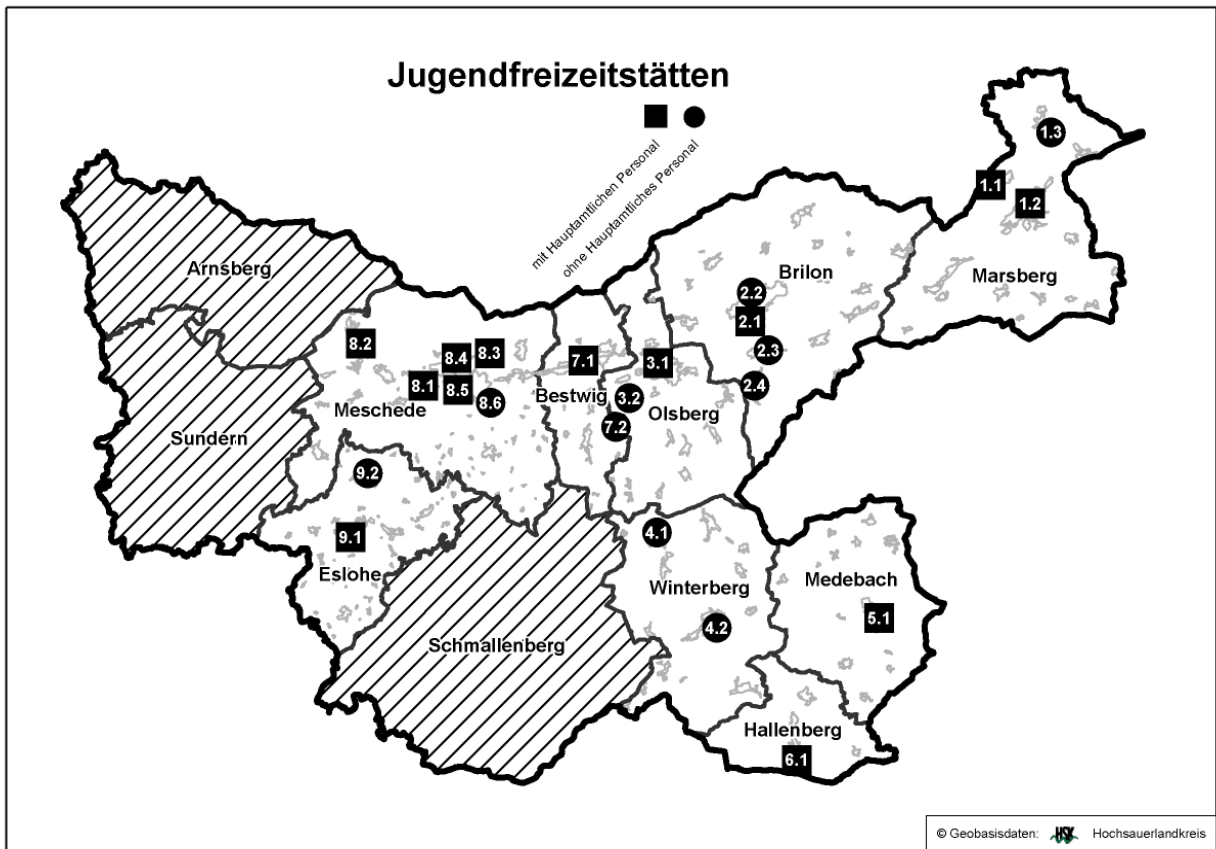 Jugendfreizeitstätten
mit Hauptamtlichen Personal
ohne Hauptamtliches Personal
1.3
1.1
1.2
Arnsberg
Brilon
Marsberg
2.2
2.1
2.3
2.4
8.2
8.4
8.3
8.1
8.5
8.6
Meschede
7.1
Bestwig
7.2
3.1
3.2
Olsberg
Sundern
9.2
9.1
Eslohe
4.1
Winterberg
4.2
Medebach
5.1
Schmallenberg
Hallenberg
6.1
© Geobasisdaten: HSK Hochsauerlandkreis